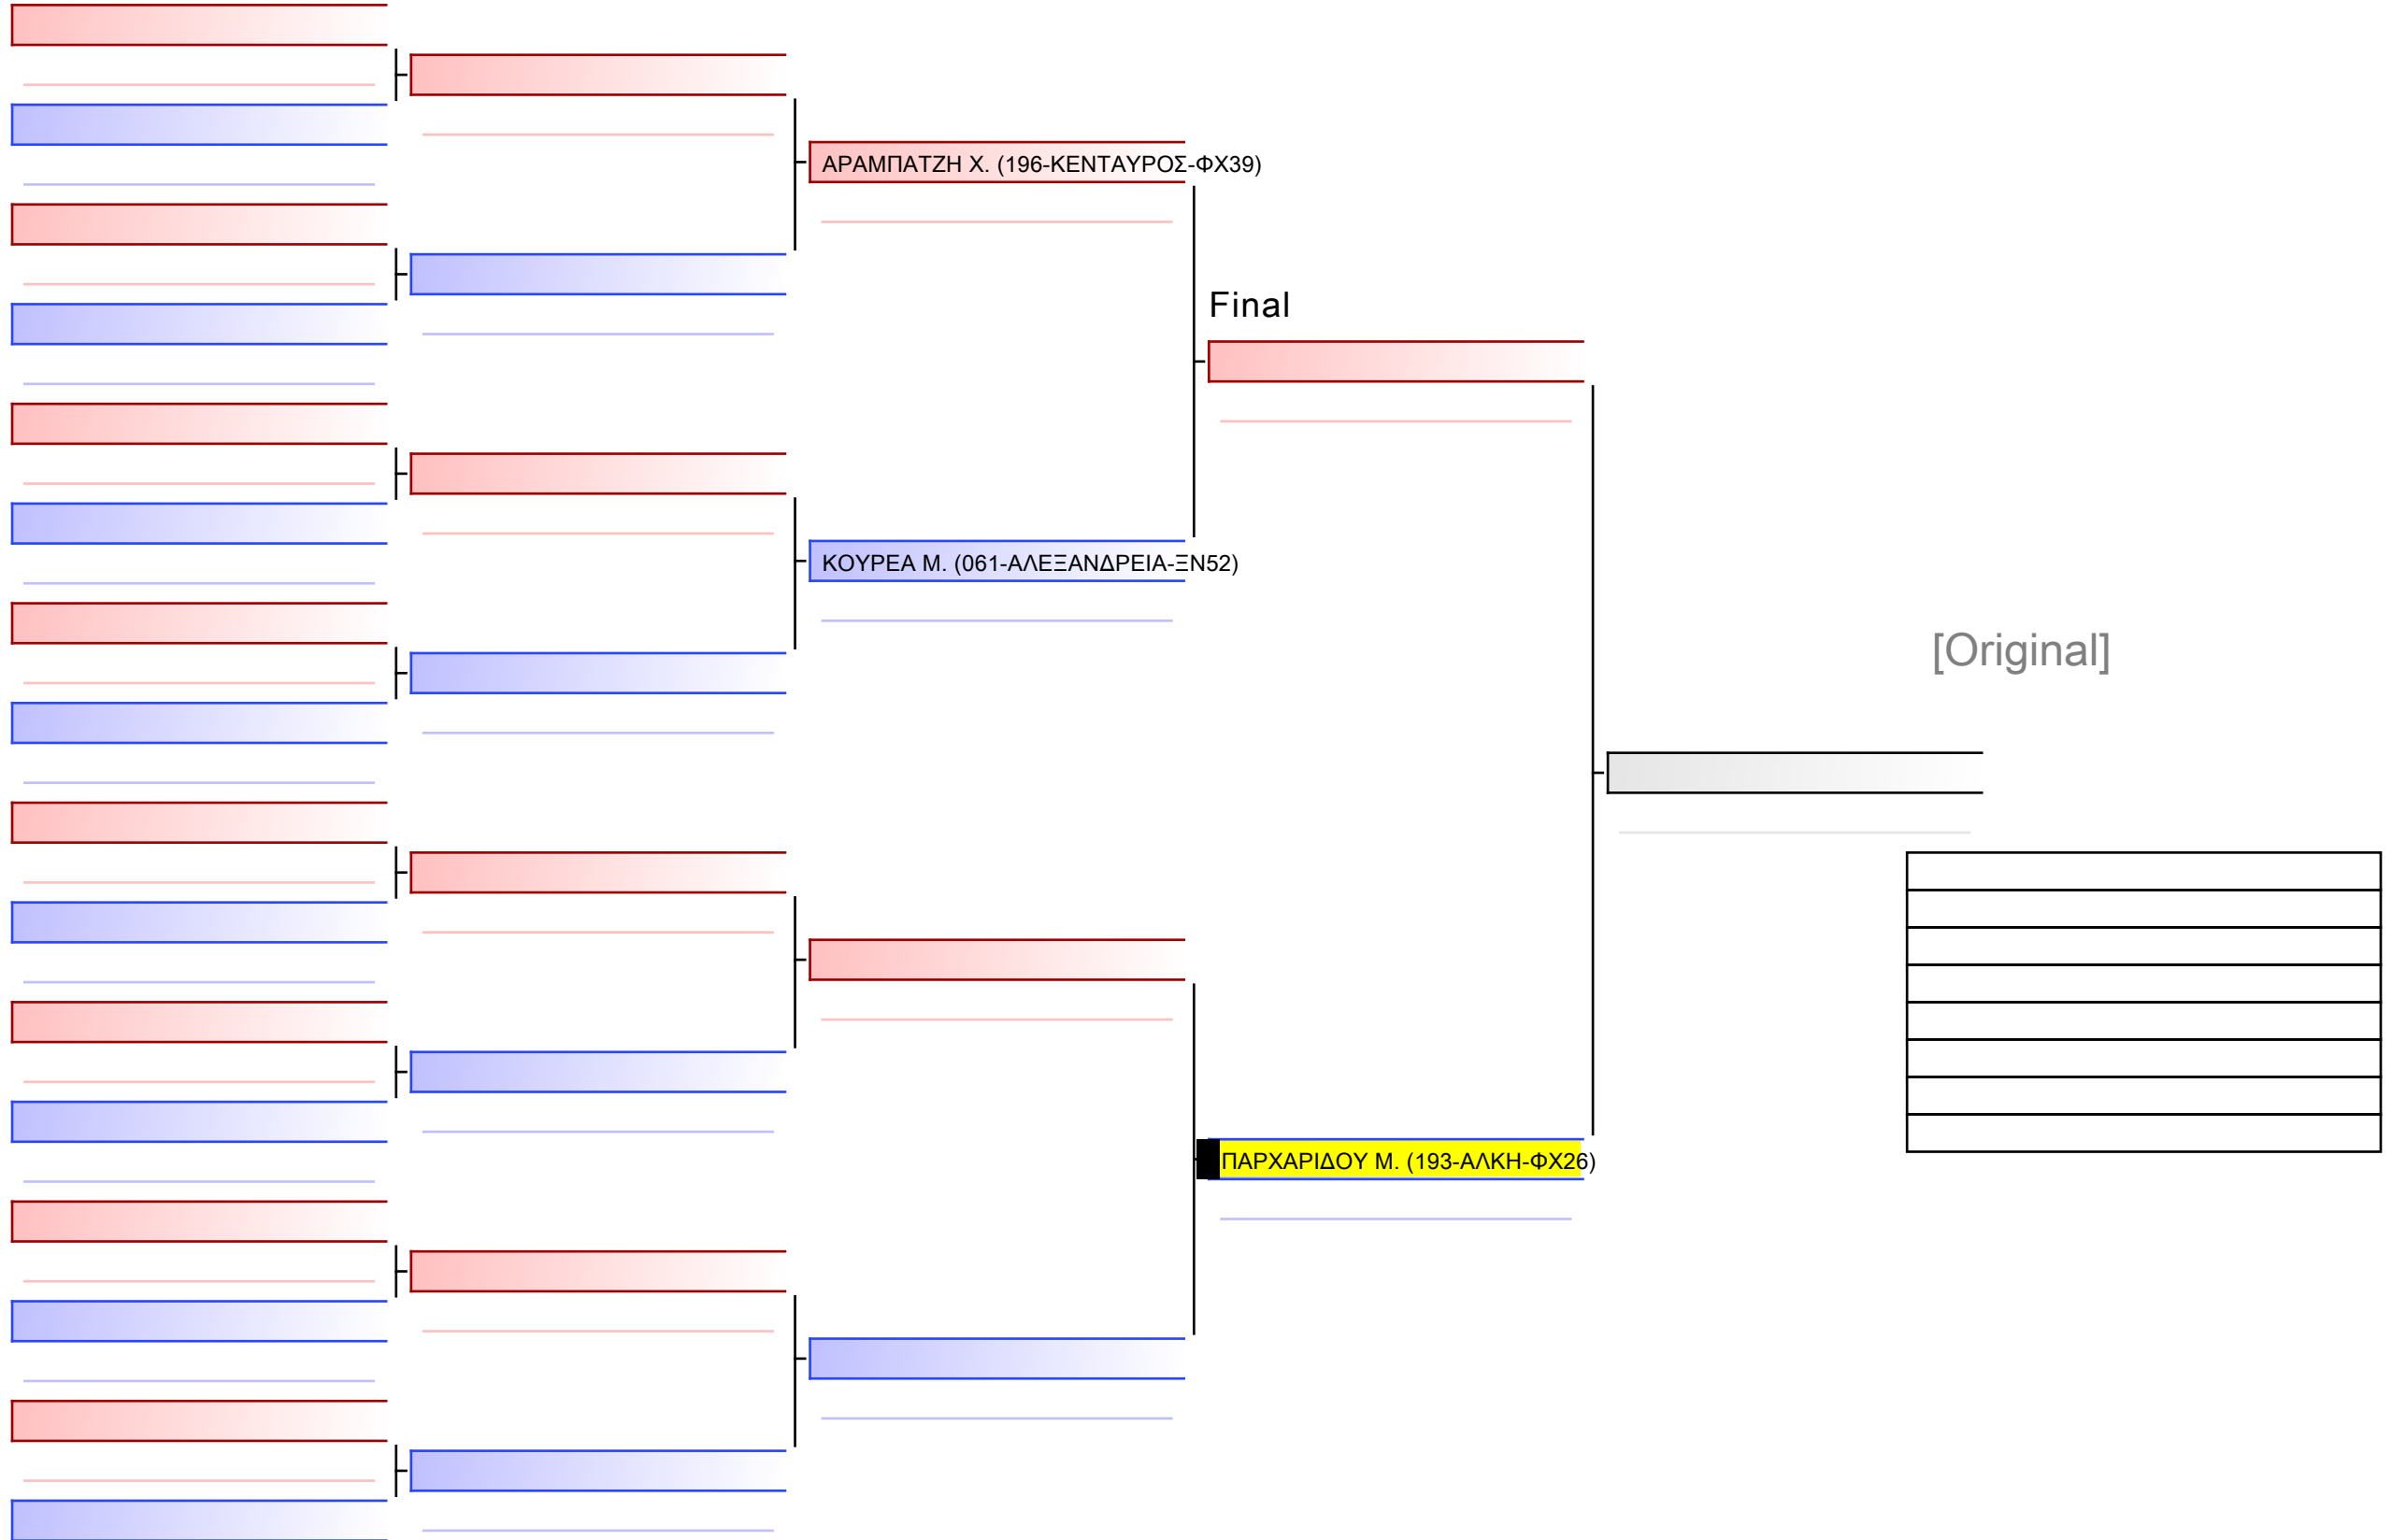 ΑΡΑΜΠΑΤΖΗ Χ. (196-ΚΕΝΤΑΥΡΟΣ-ΦΧ39)
Final
ΚΟΥΡΕΑ Μ. (061-ΑΛΕΞΑΝΔΡΕΙΑ-ΞΝ52)
[Original]
ΠΑΡΧΑΡΙΔΟΥ Μ. (193-ΑΛΚΗ-ΦΧ26)